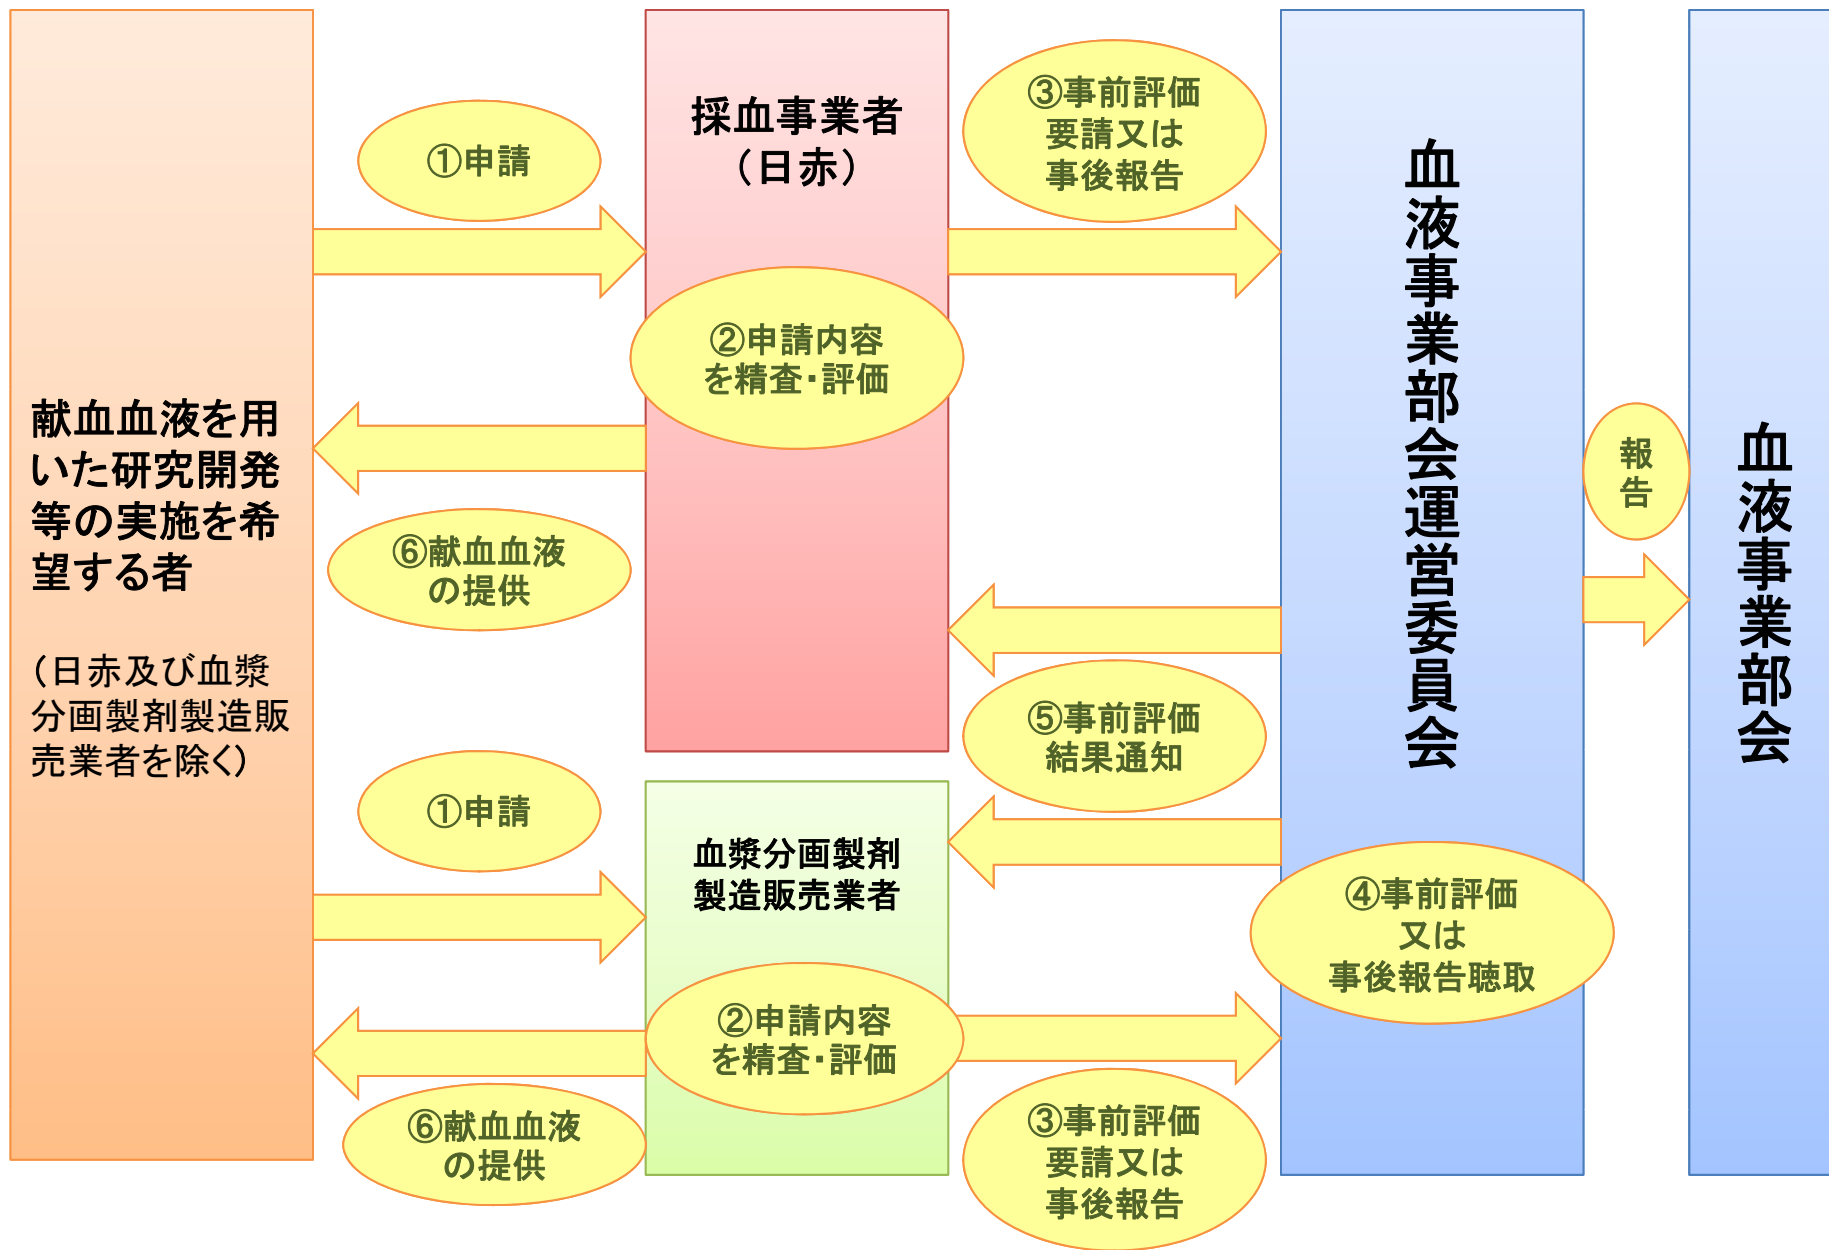 献血血液を用
いた研究開発
等の実施を希
望する者
（日赤及び血漿
分画製剤製造販
売業者を除く）
①申請
採血事業者
（日赤）
②申請内容
を精査・評価
③事前評価
要請又は
事後報告
⑥献血血液
の提供
⑤事前評価
結果通知
①申請
血漿分画製剤
製造販売業者
②申請内容
を精査・評価
⑥献血血液
の提供
③事前評価
要請又は
事後報告
血液事業部会運営委員会
④事前評価
又は
事後報告聴取
報
告
血液事業部会